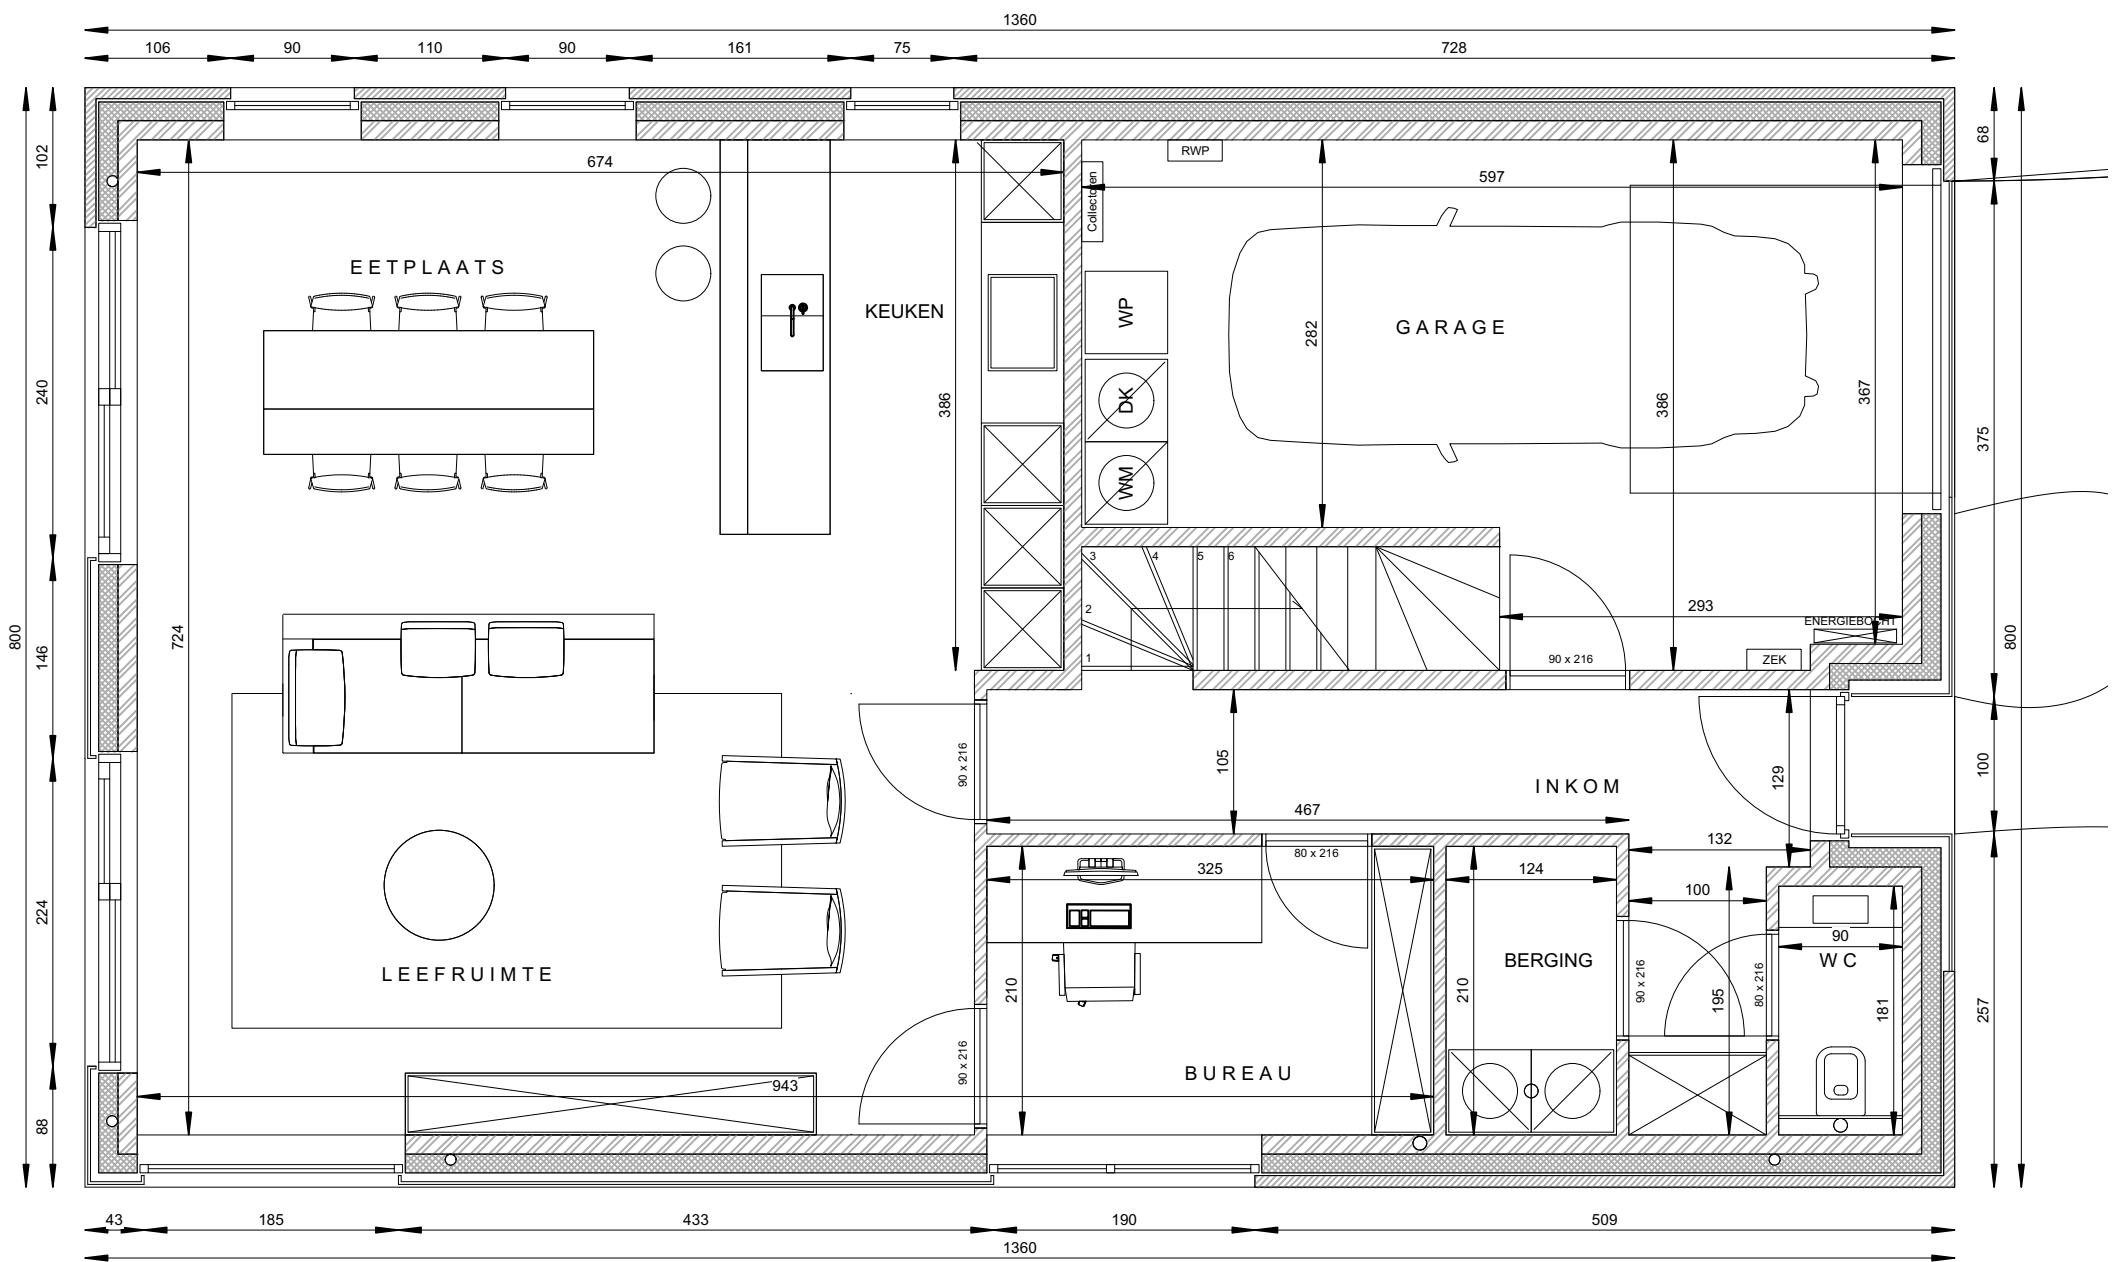 1360
106 90 110 90 161 75 728
RWP
68
102
674
597
Collectoren
EETPLAATS
KEUKEN
WP
GARAGE
282
240
386
DK
386
367
375
WM
3 4 5 6
2
1
293
ENERGIEBOCHT
90 x 216
ZEK
800
146
724
800
90 x 216
105
INKOM
129
100
467
132
80 x 216
325
124
100
224
LEEFRUIMTE
210
210
BERGING
90 x 216
195
80 x 216
90
WC
181
257
90 x 216
BUREAU
943
88
43 185 433 190 509
1360